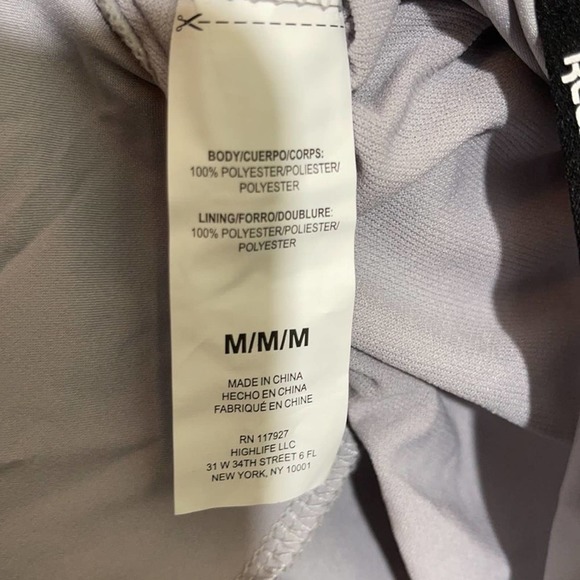 BODY/CUERPO/CORPS:
100% POLYESTER/POLIESTER/
POLYESTER
LINING/FORRO/DOUBLURE:
100% POLYESTER/POLIESTER/
POLYESTER
M/M/M
MADE IN CHINA
HECHO EN CHINA
FABRIQUÉ EN CHINE
RN 117927
HIGHLIFE LLC
31 W 34TH STREET 6 FL
NEW YORK, NY 10001